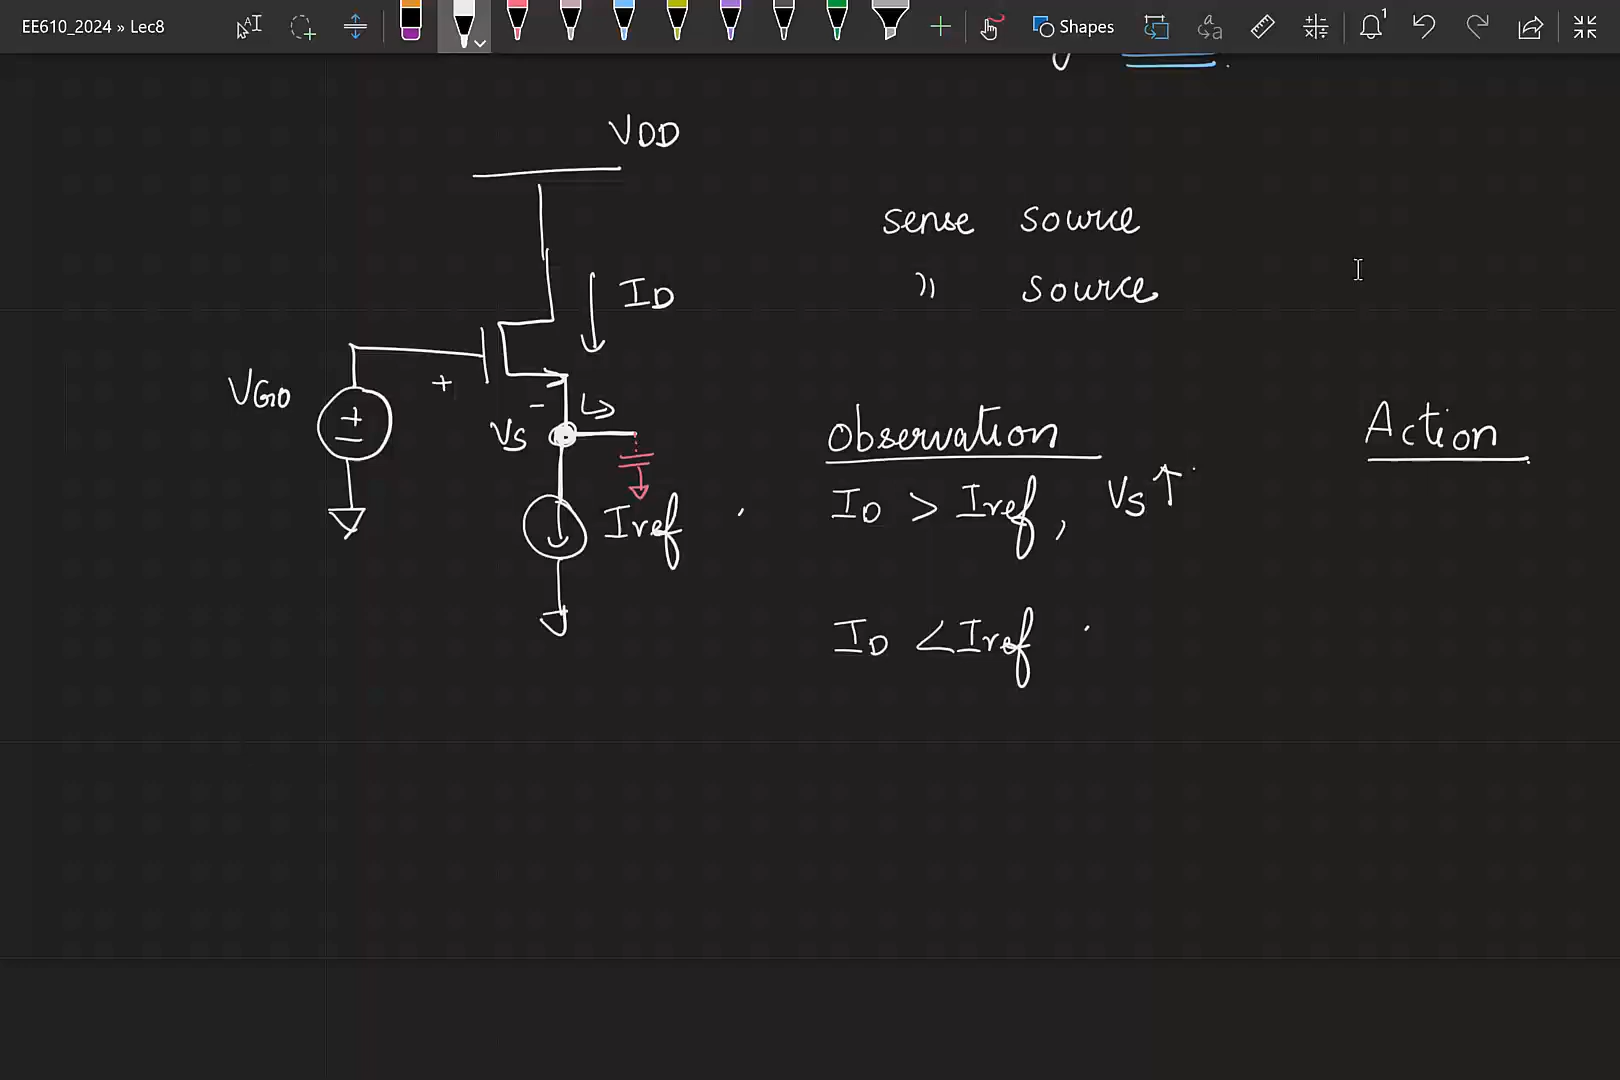 EE610_2024 » Lec8
Shapes
VDD
sense source
〃 source
ID
VG0
+
+
-
Vs
Iref
Observation
Action
ID > Iref, Vs↑
ID < Iref